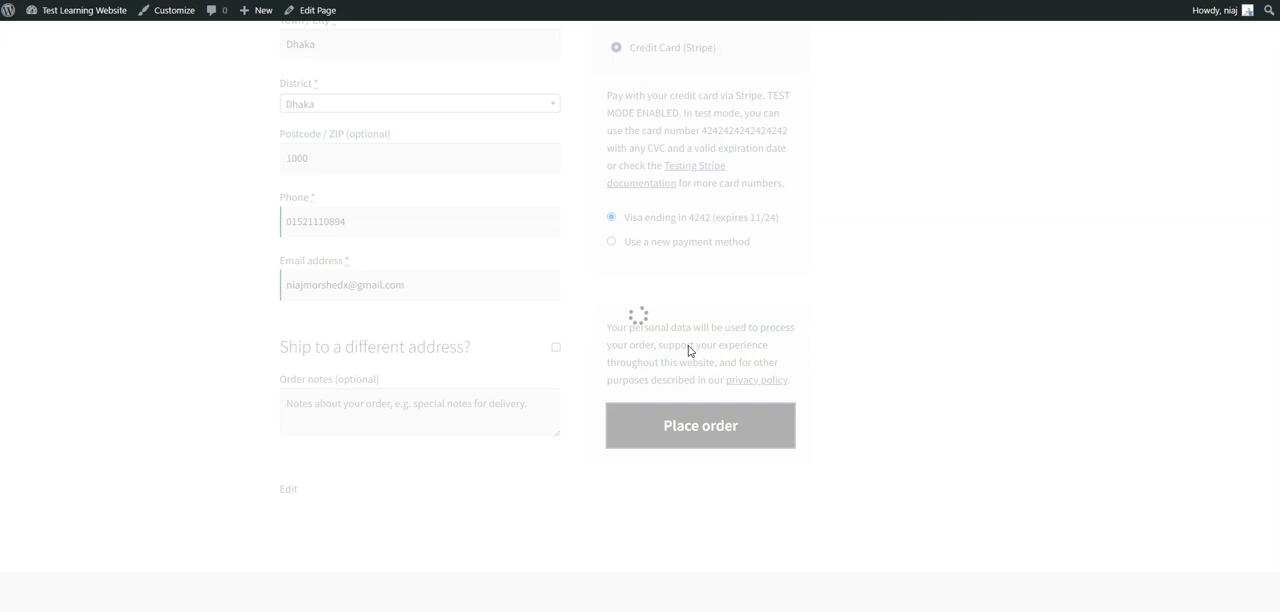 Test Learning Website Customize 0 New Edit Page Howdy, niaj
Town / City *
Dhaka
District *
Dhaka
Postcode / ZIP (optional)
1000
Phone *
01521110894
Email address *
niajmorshedx@gmail.com
Ship to a different address?
Order notes (optional)
Notes about your order, e.g. special notes for delivery.
Edit
Credit Card (Stripe)
Pay with your credit card via Stripe. TEST
MODE ENABLED. In test mode, you can
use the card number 4242424242424242
with any CVC and a valid expiration date
or check the Testing Stripe
documentation for more card numbers.
Visa ending in 4242 (expires 11/24)
Use a new payment method
Your personal data will be used to process
your order, support your experience
throughout this website, and for other
purposes described in our privacy policy.
Place order